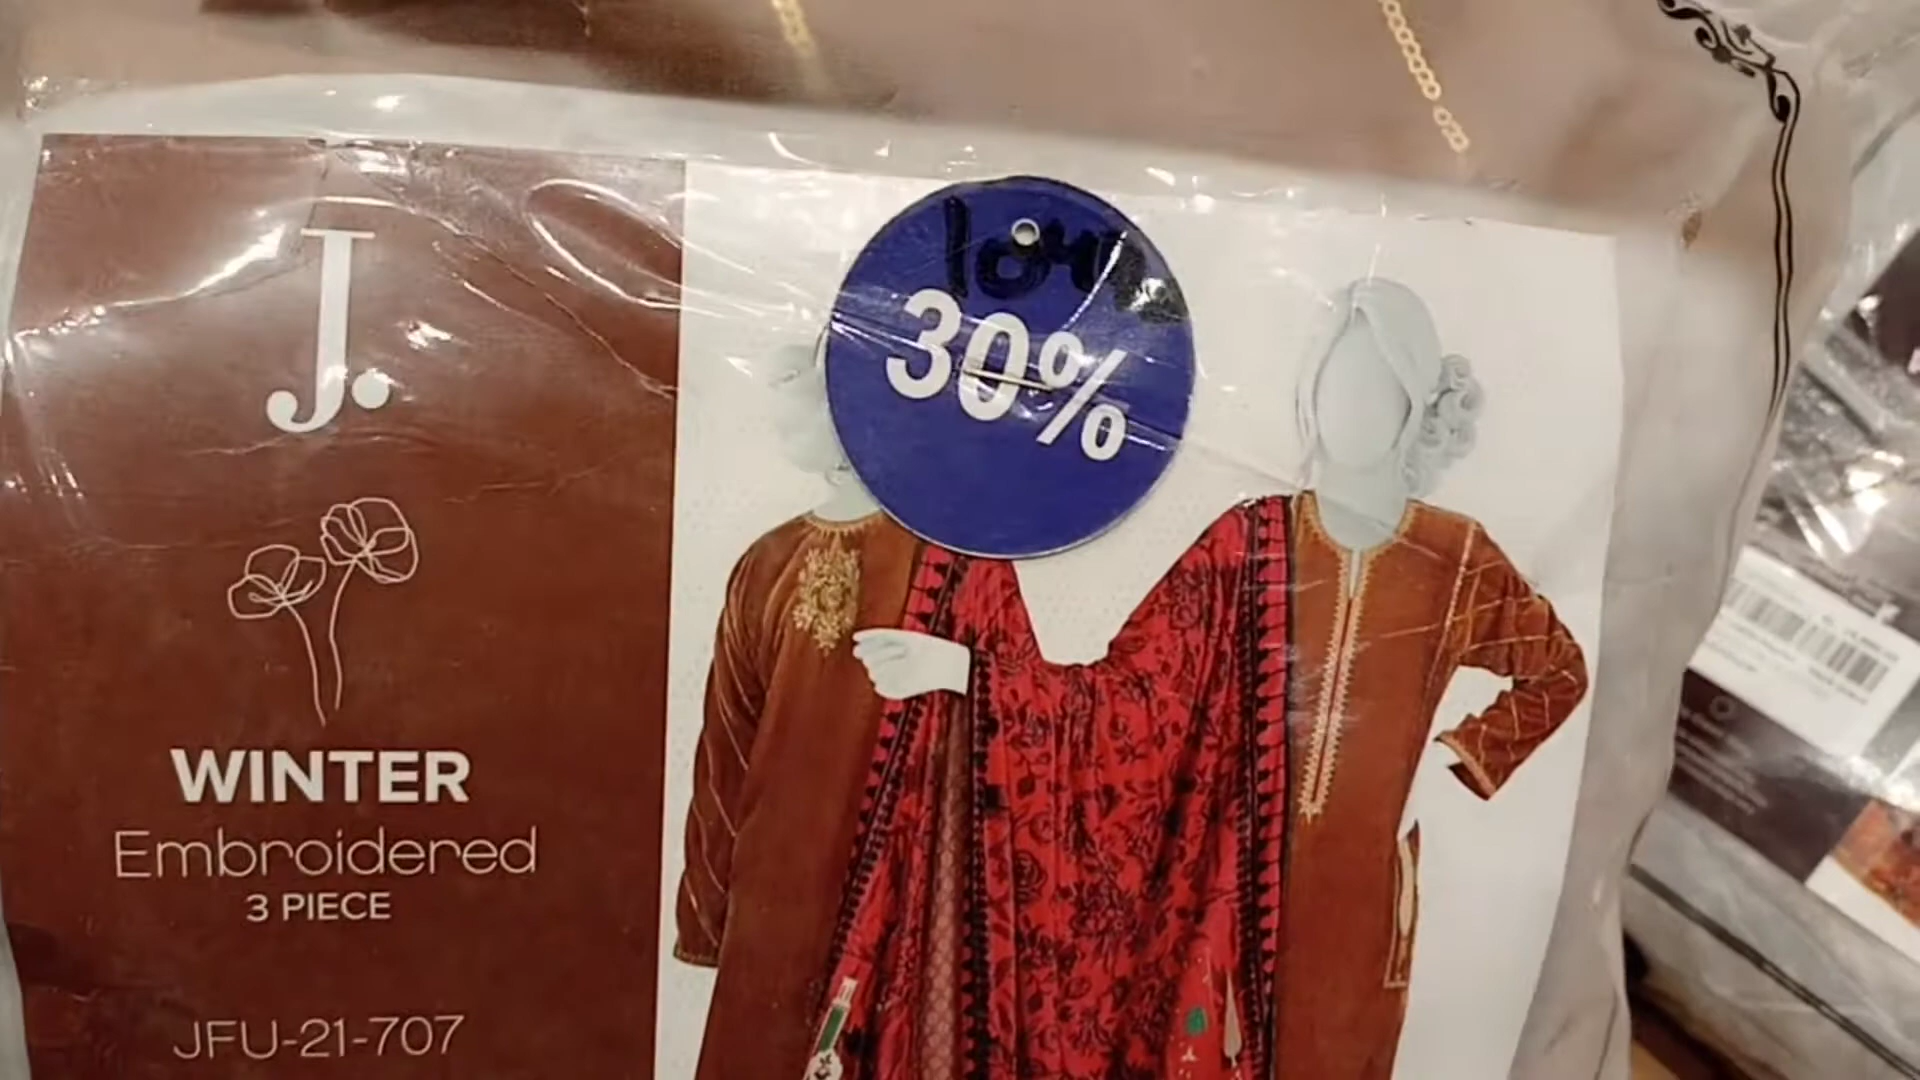 J.
WINTER
Embroidered
3 PIECE
JFU-21-707
30%